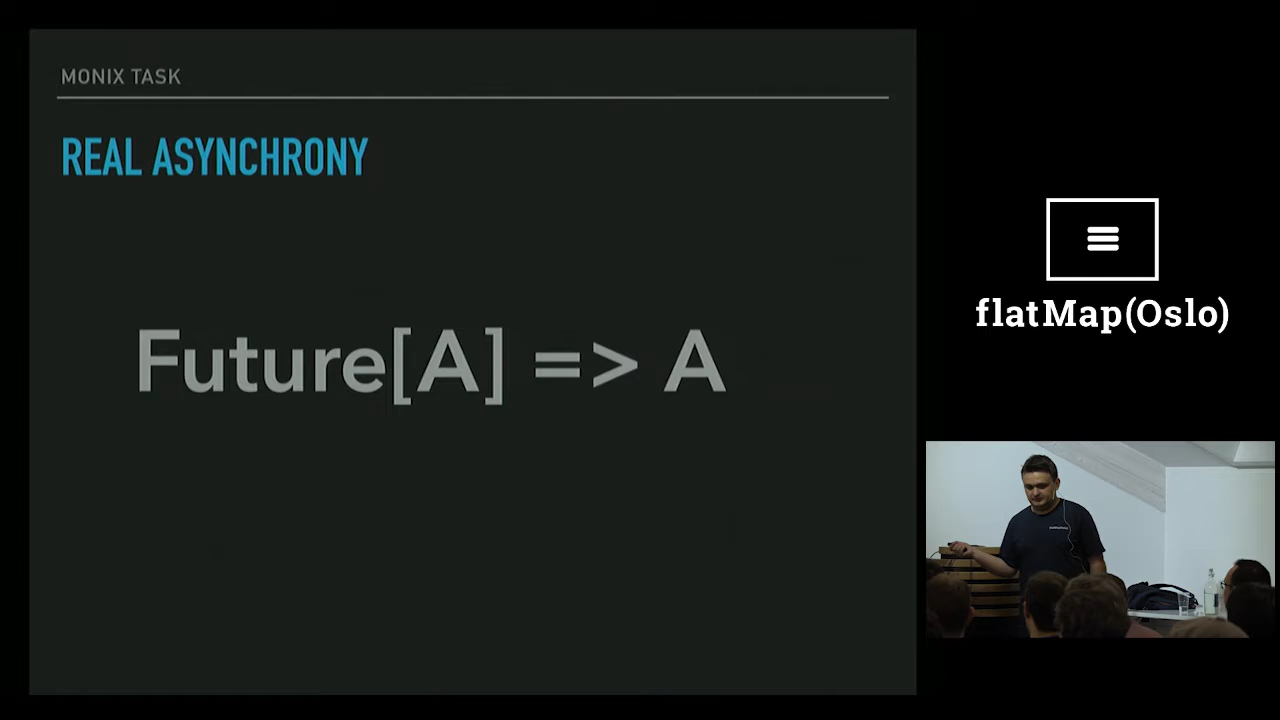 MONIX TASK
REAL ASYNCHRONY
Future[A] => A
flatMap(Oslo)